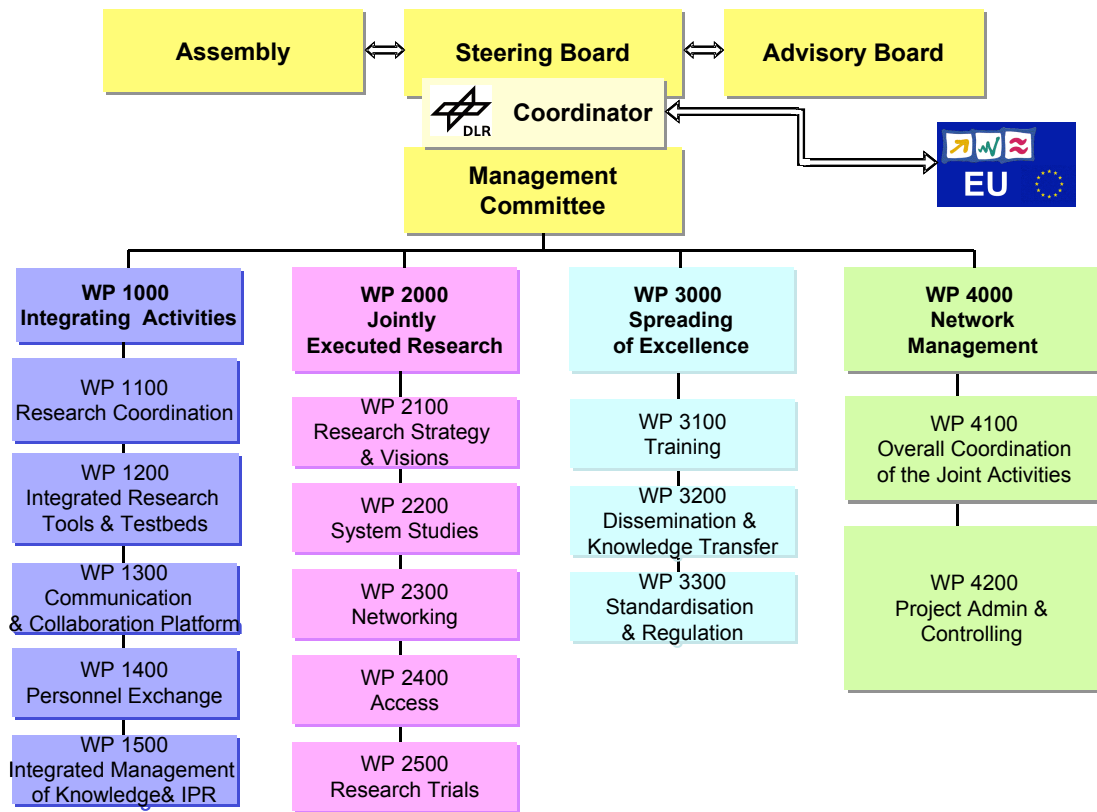 Assembly
Steering Board
Advisory Board
DLR
Coordinator
EU
Management
Committee
WP 1000
Integrating Activities
WP 1100
Research Coordination
WP 1200
Integrated Research
Tools & Testbeds
WP 1300
Communication
& Collaboration Platform
WP 1400
Personnel Exchange
WP 1500
Integrated Management
of Knowledge& IPR
WP 2000
Jointly
Executed Research
WP 2100
Research Strategy
& Visions
WP 2200
System Studies
WP 2300
Networking
WP 2400
Access
WP 2500
Research Trials
WP 3000
Spreading
of Excellence
WP 3100
Training
WP 3200
Dissemination &
Knowledge Transfer
WP 3300
Standardisation
& Regulation
WP 4000
Network
Management
WP 4100
Overall Coordination
of the Joint Activities
WP 4200
Project Admin &
Controlling